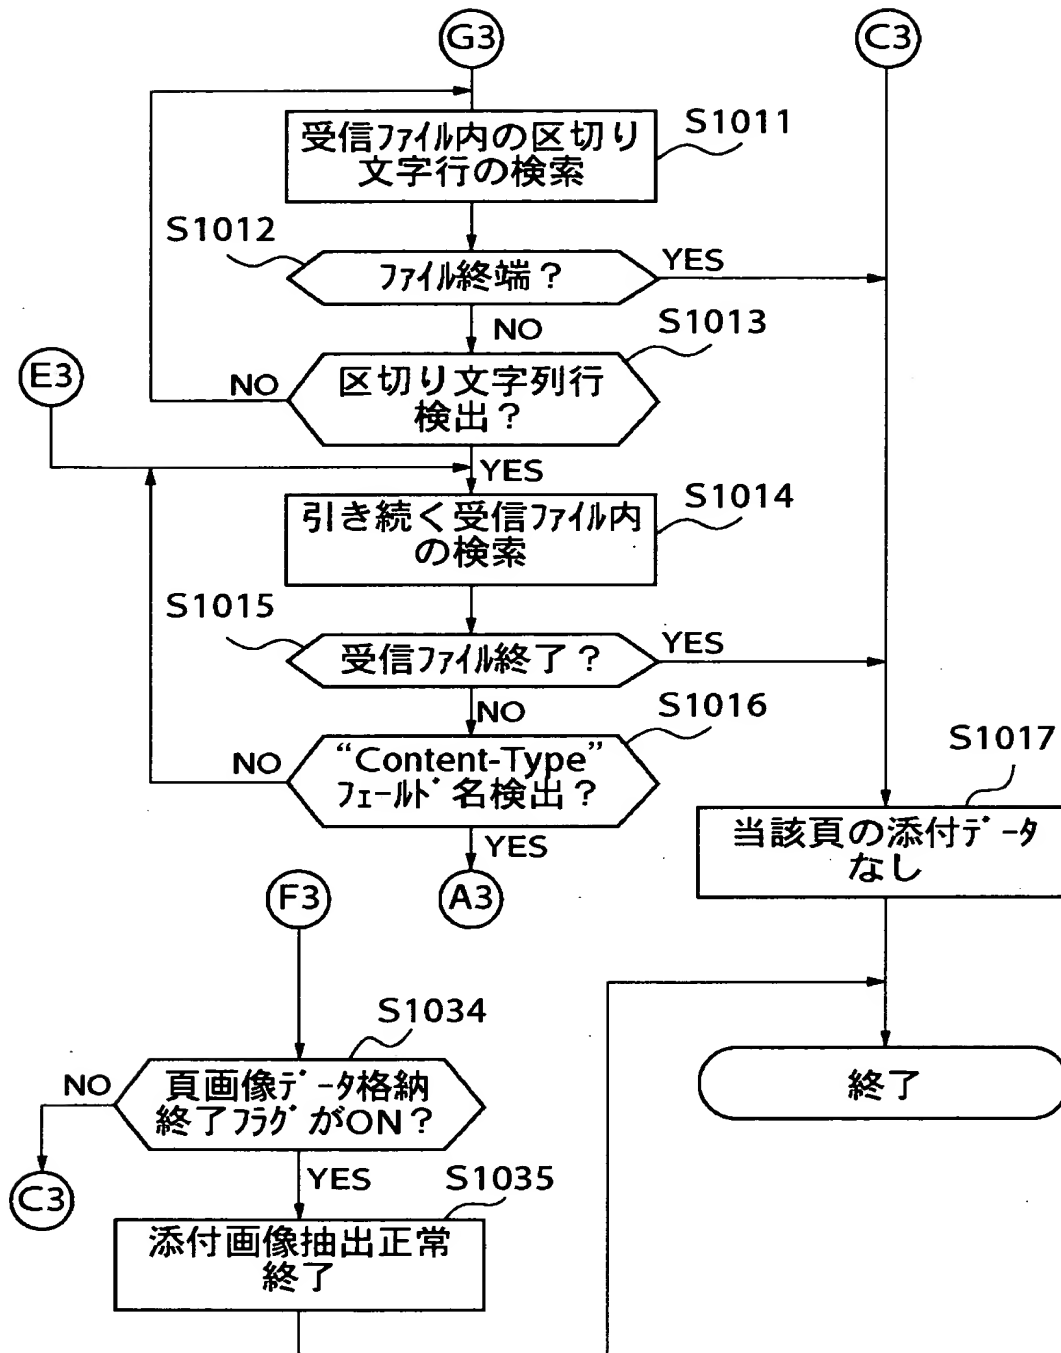 G3
C3
受信ファイル内の区切り
文字行の検索
S1011
S1012
ファイル終端？
YES
NO
S1013
E3
NO
区切り文字列行
検出？
YES
S1014
引き続く受信ファイル内
の検索
S1015
受信ファイル終了？
YES
NO
S1016
NO
“Content-Type”
フェールド名検出？
YES
S1017
当該頁の添付データ
なし
F3
A3
S1034
NO
頁画像データ格納
終了フラグがON？
終了
YES
C3
S1035
添付画像抽出正常
終了